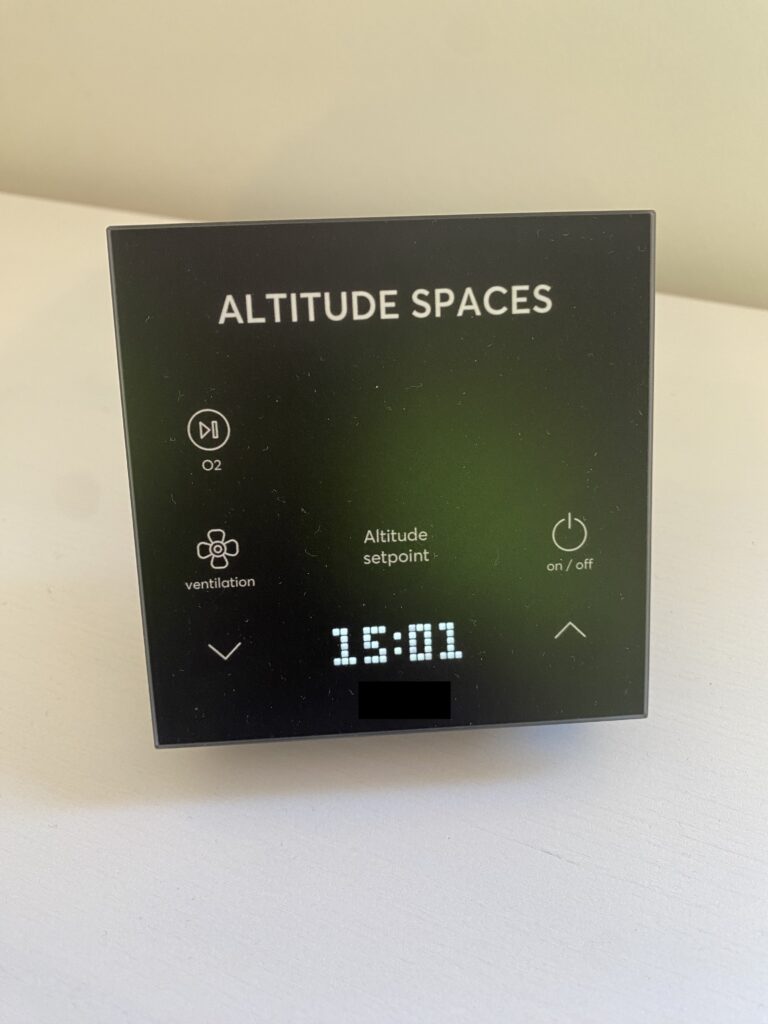 ALTITUDE SPACES
O2
ventilation
Altitude
setpoint
on / off
15:01